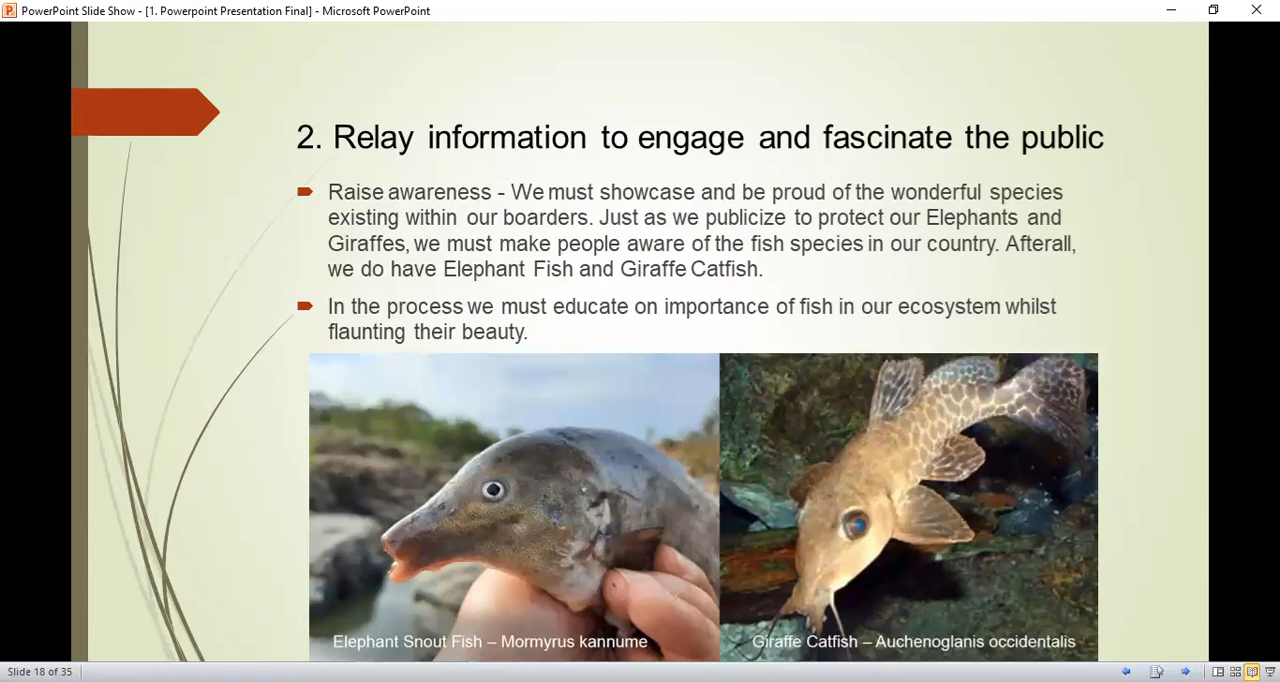 PowerPoint Slide Show - [1. Powerpoint Presentation Final] - Microsoft PowerPoint
2. Relay information to engage and fascinate the public
Raise awareness - We must showcase and be proud of the wonderful species
existing within our boarders. Just as we publicize to protect our Elephants and
Giraffes, we must make people aware of the fish species in our country. Afterall,
we do have Elephant Fish and Giraffe Catfish.
In the process we must educate on importance of fish in our ecosystem whilst
flaunting their beauty.
Elephant Snout Fish – Mormyrus kannume
Giraffe Catfish – Auchenoglanis occidentalis
Slide 18 of 35